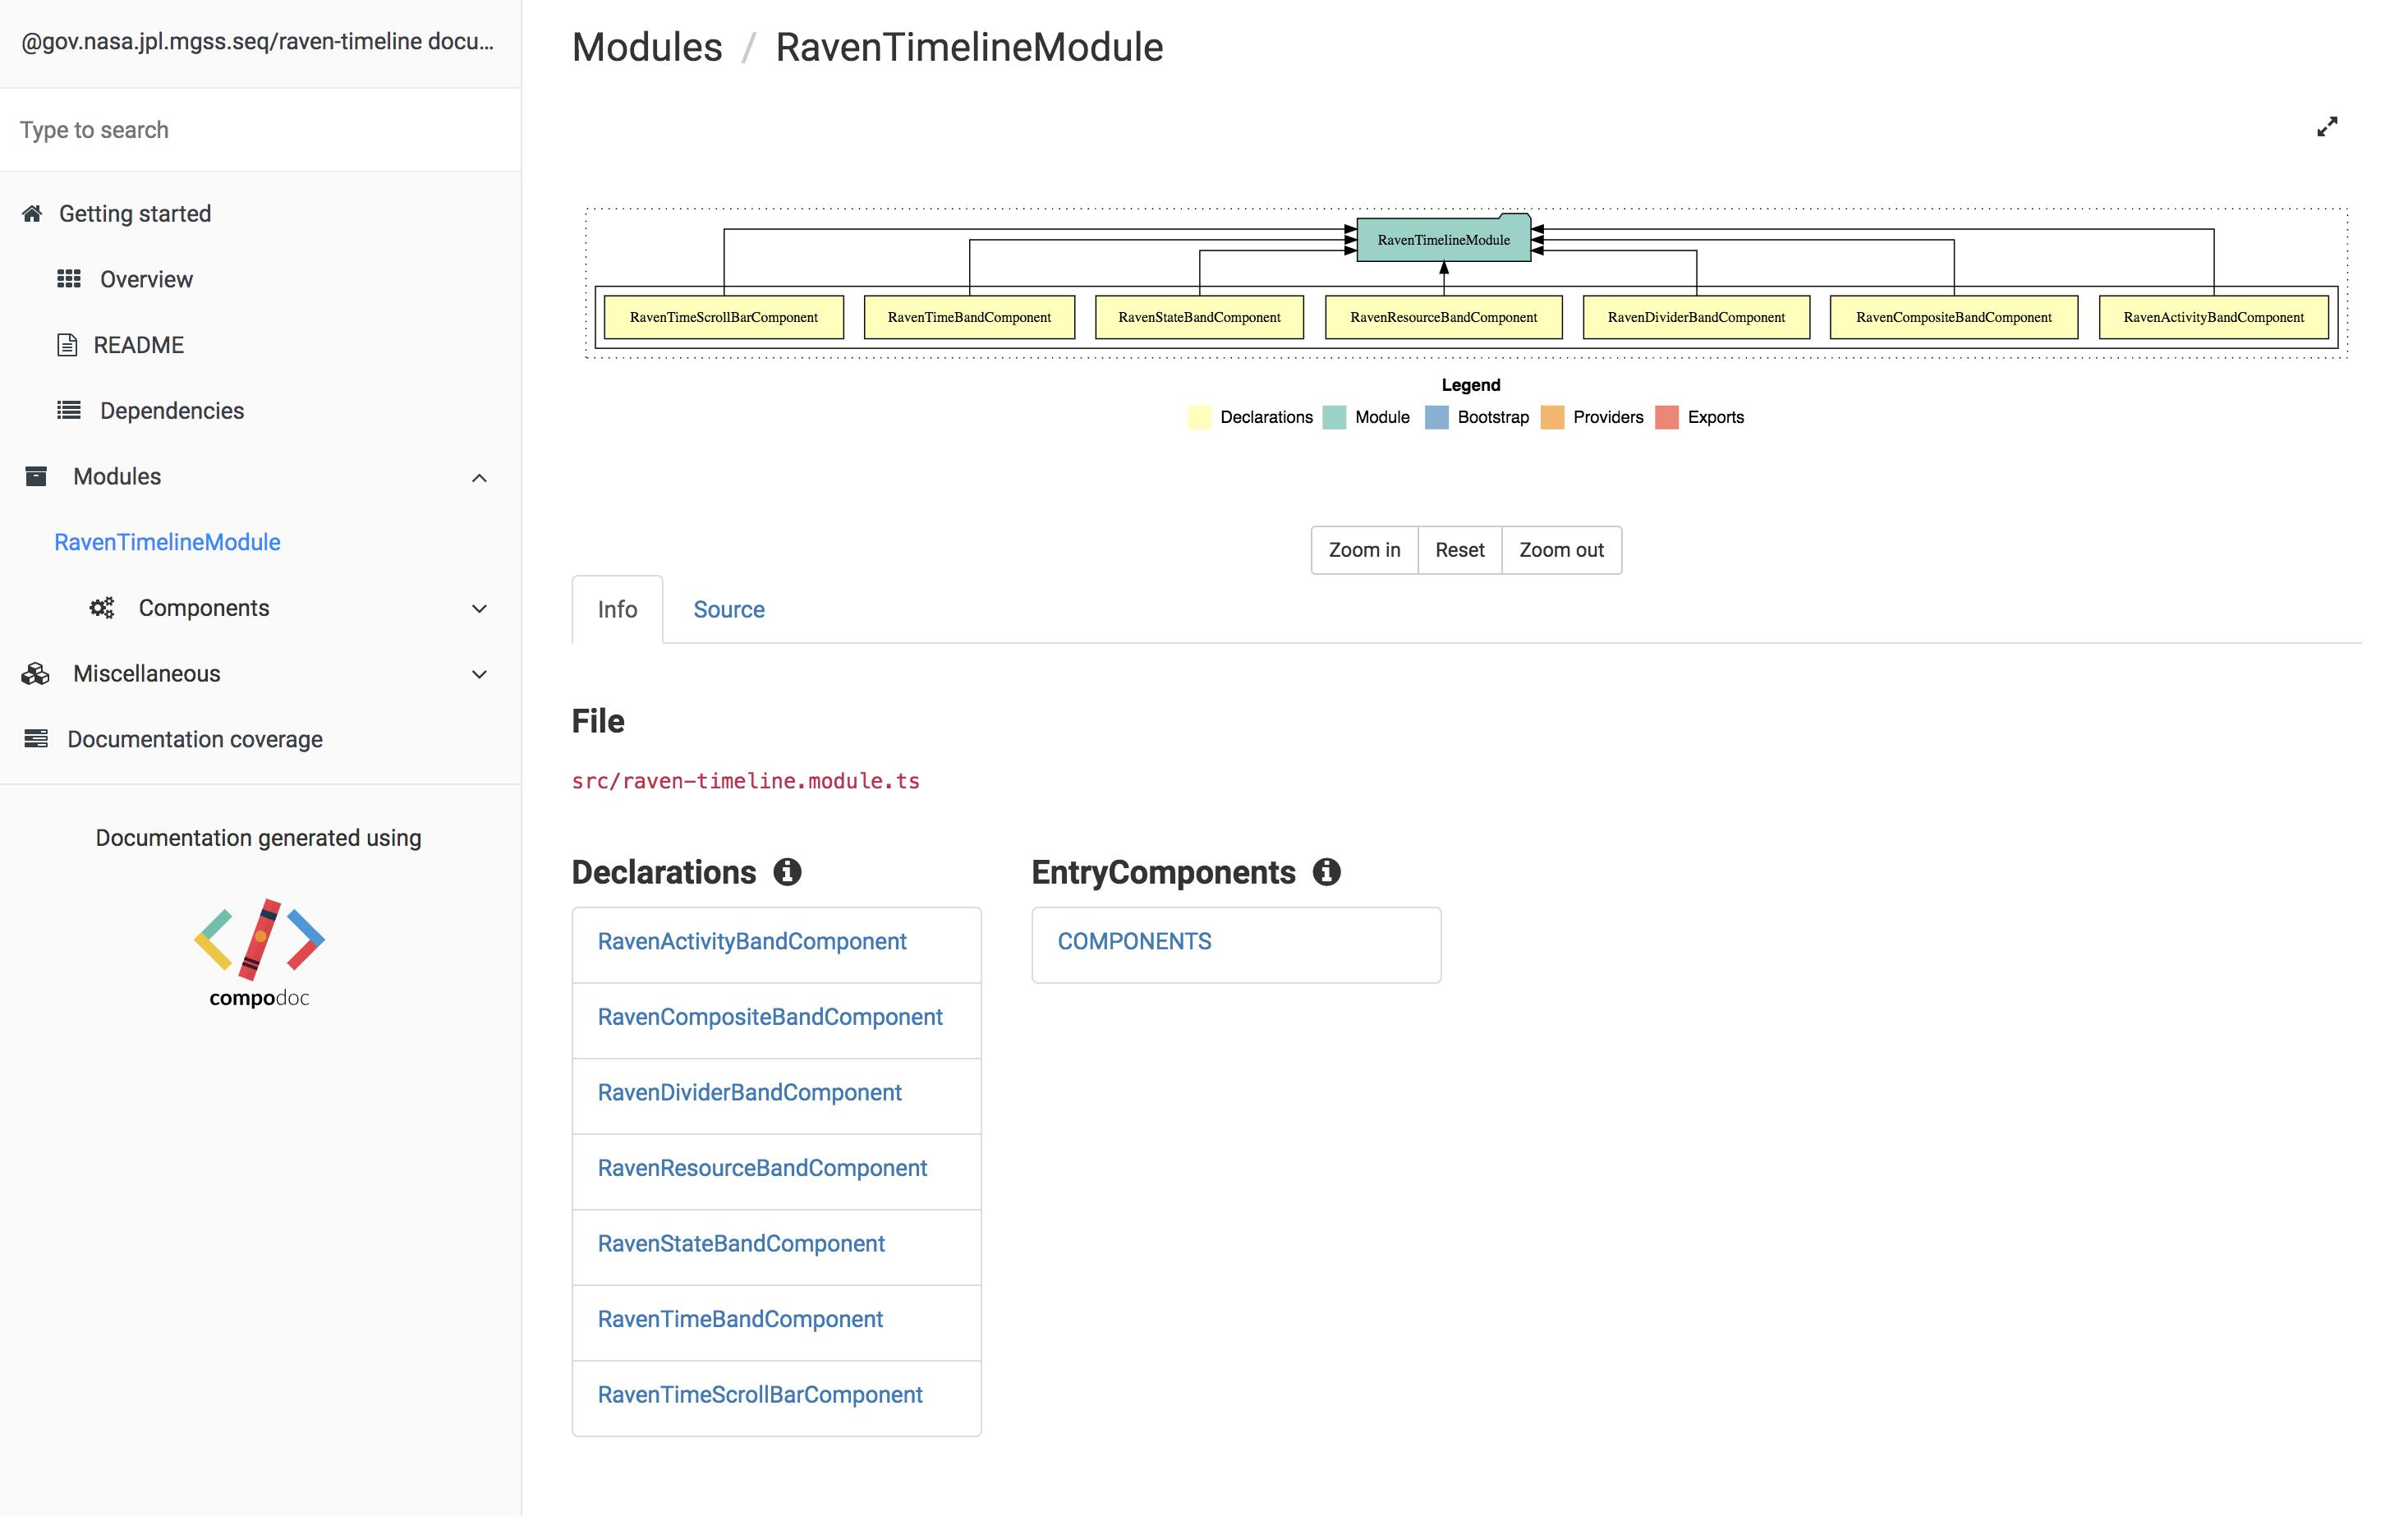 @gov.nasa.jpl.mgss.seq/raven-timeline docu...
Type to search
Getting started
Overview
README
Dependencies
Modules
RavenTimelineModule
Components
Miscellaneous
Documentation coverage
Documentation generated using
compodoc
Modules / RavenTimelineModule
RavenTimelineModule
RavenTimeScrollBarComponent RavenTimeBandComponent RavenStateBandComponent RavenResourceBandComponent RavenDividerBandComponent RavenCompositeBandComponent RavenActivityBandComponent
Legend
Declarations Module Bootstrap Providers Exports
Zoom in Reset Zoom out
Info Source
File
src/raven-timeline.module.ts
Declarations
RavenActivityBandComponent
RavenCompositeBandComponent
RavenDividerBandComponent
RavenResourceBandComponent
RavenStateBandComponent
RavenTimeBandComponent
RavenTimeScrollBarComponent
EntryComponents
COMPONENTS